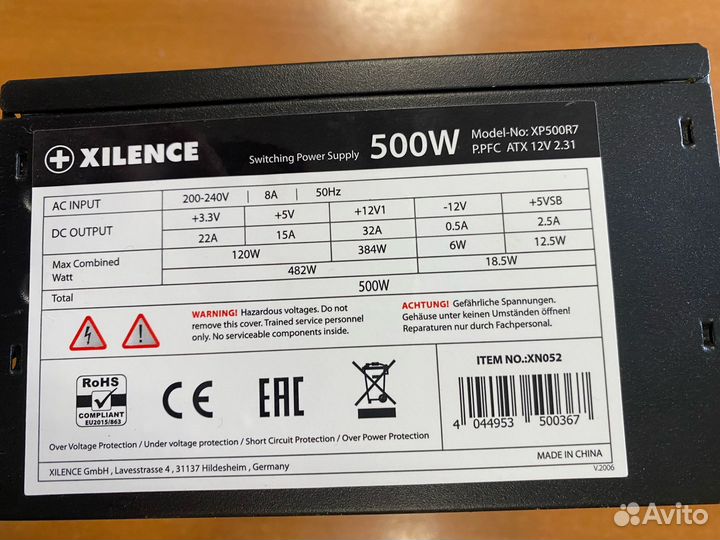 XILENCE Switching Power Supply 500W Model-No: XP500R7
P.PFC ATX 12V 2.31
AC INPUT 200-240V 8A 50Hz
DC OUTPUT +3.3V +5V +12V1 -12V +5VSB
22A 15A 32A 0.5A 2.5A
Max Combined Watt 120W 384W 6W 12.5W
482W 18.5W
Total 500W
WARNING! Hazardous voltages. Do not
remove this cover. Trained service personnel
only. No serviceable components inside.
ACHTUNG! Gefährliche Spannungen.
Gehäuse unter keinen Umständen öffnen!
Reparaturen nur durch Fachpersonal.
RoHS
COMPLIANT
EU2015/863
CE
EAC
ITEM NO.:XN052
4 044953 500367
Over Voltage Protection / Under voltage protection / Short Circuit Protection / Over Power Protection
MADE IN CHINA
XILENCE GmbH , Lavesstrasse 4 , 31137 Hildesheim , Germany
V.2006
Avito